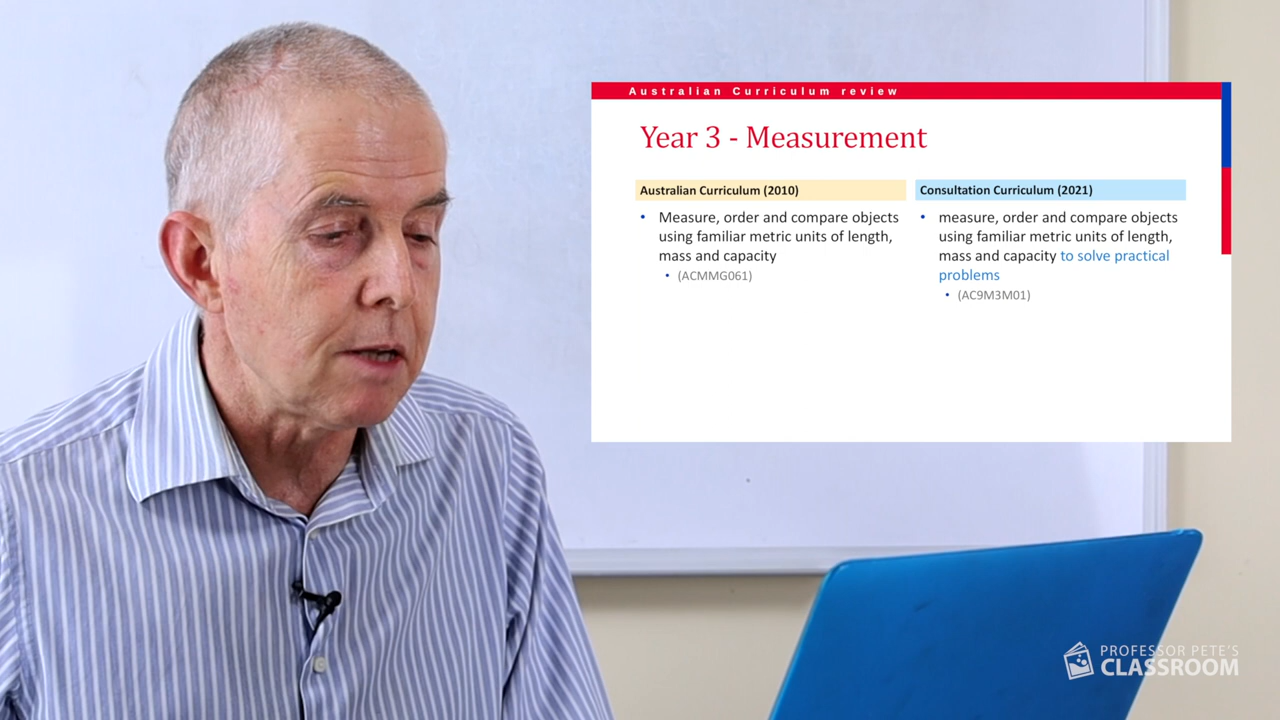 Australian Curriculum review
Year 3 - Measurement
Australian Curriculum (2010)
• Measure, order and compare objects
using familiar metric units of length,
mass and capacity
• (ACMMG061)
Consultation Curriculum (2021)
• measure, order and compare objects
using familiar metric units of length,
mass and capacity to solve practical
problems
• (AC9M3M01)
PROFESSOR PETE'S
CLASSROOM